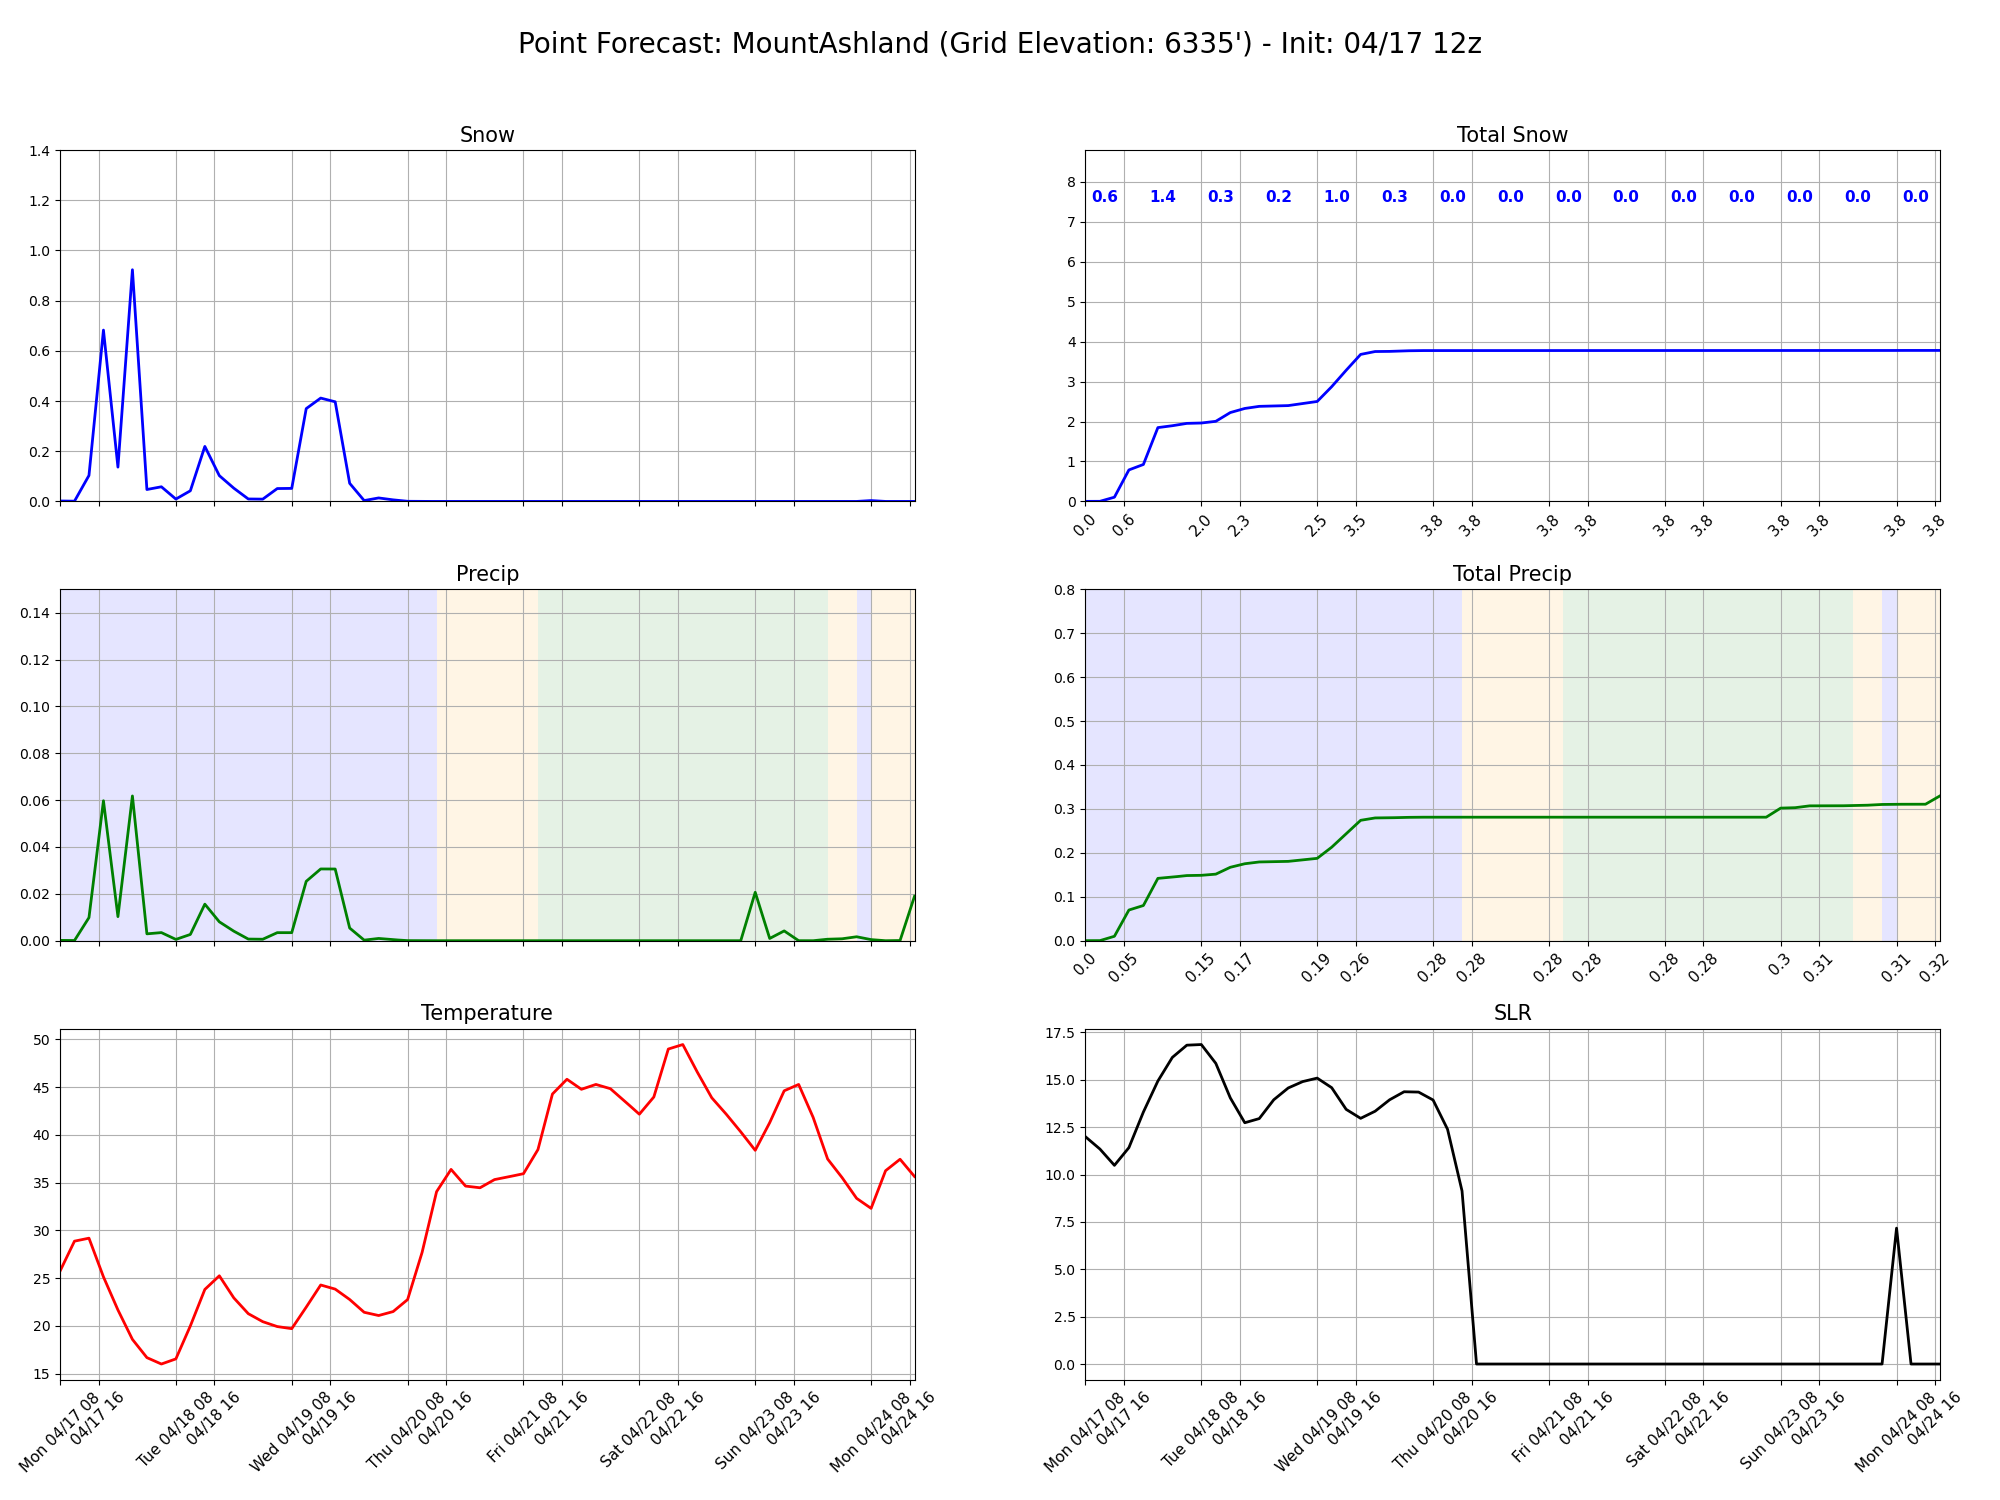 Point Forecast: MountAshland (Grid Elevation: 6335') - Init: 04/17 12z
Snow
1.4
1.2
1.0
0.8
0.6
0.4
0.2
0.0
Total Snow
8
7
6
5
4
3
2
1
0
0.6 1.4 0.3 0.2 1.0 0.3 0.0 0.0 0.0 0.0 0.0 0.0 0.0 0.0 0.0
0.0 0.6 2.0 2.3 2.5 3.5 3.8 3.8 3.8 3.8 3.8 3.8 3.8 3.8 3.8 3.8
Precip
0.14
0.12
0.10
0.08
0.06
0.04
0.02
0.00
Total Precip
0.8
0.7
0.6
0.5
0.4
0.3
0.2
0.1
0.0
0.0 0.05 0.15 0.17 0.19 0.26 0.28 0.28 0.28 0.28 0.28 0.28 0.3 0.31 0.31 0.32
Temperature
50
45
40
35
30
25
20
15
Mon 04/17 08
04/17 16
Tue 04/18 08
04/18 16
Wed 04/19 08
04/19 16
Thu 04/20 08
04/20 16
Fri 04/21 08
04/21 16
Sat 04/22 08
04/22 16
Sun 04/23 08
04/23 16
Mon 04/24 08
04/24 16
SLR
17.5
15.0
12.5
10.0
7.5
5.0
2.5
0.0
Mon 04/17 08
04/17 16
Tue 04/18 08
04/18 16
Wed 04/19 08
04/19 16
Thu 04/20 08
04/20 16
Fri 04/21 08
04/21 16
Sat 04/22 08
04/22 16
Sun 04/23 08
04/23 16
Mon 04/24 08
04/24 16